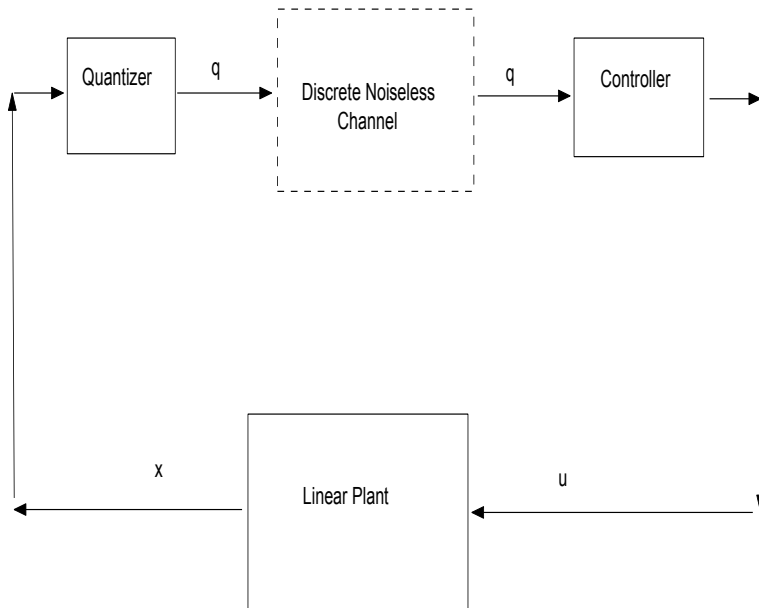 Quantizer
q
Discrete Noiseless
Channel
q
Controller
x
Linear Plant
u